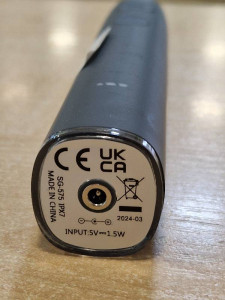 CE
UK
CA
SG-575 IPX7
MADE IN CHINA
2024-03
INPUT:5V⎓1.5W